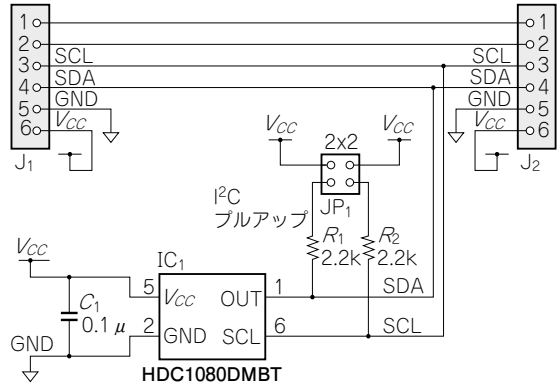 1 1
2 2
3 SCL SCL 3
4 SDA SDA 4
5 GND GND 5
6 VCC VCC 6
J1 J2
VCC 2x2 VCC
I²C
プルアップ
JP1
R1 R2
2.2k 2.2k
VCC IC1
C1
0.1 μ
5 VCC OUT 1 SDA
2 GND SCL 6 SCL
GND
HDC1080DMBT